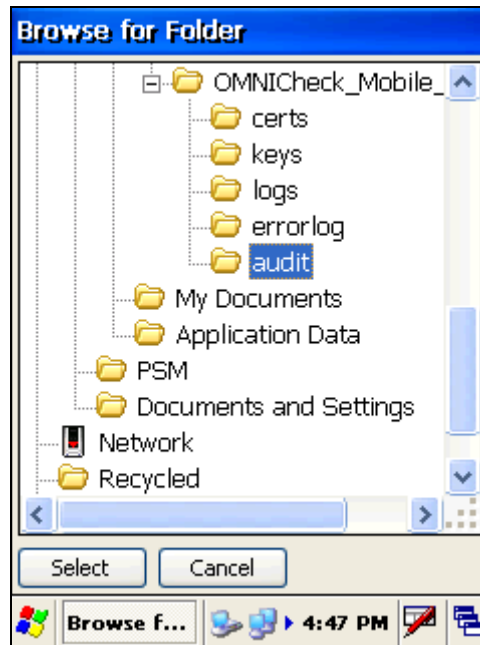 Browse for Folder
OMNICheck_Mobile_
certs
keys
logs
errorlog
audit
My Documents
Application Data
PSM
Documents and Settings
Network
Recycled
Select Cancel
Browse f... 4:47 PM